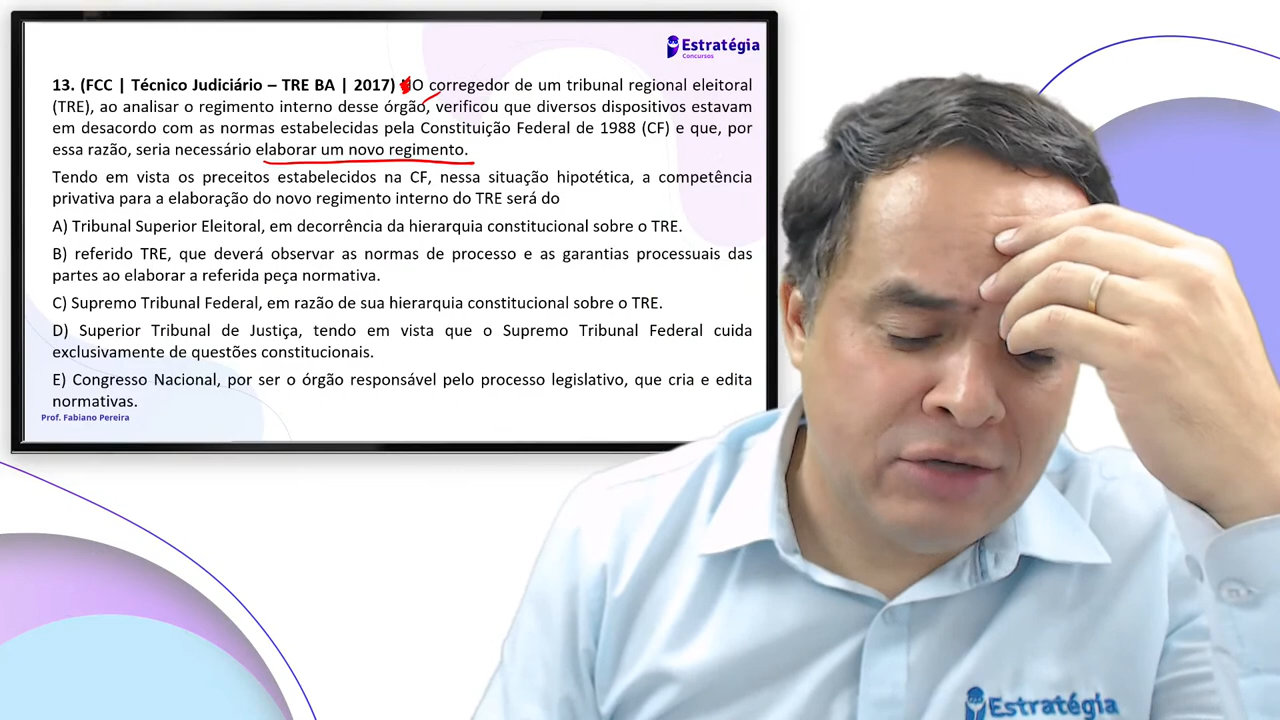 Estratégia
Concursos
13. (FCC | Técnico Judiciário – TRE BA | 2017) O corregedor de um tribunal regional eleitoral
(TRE), ao analisar o regimento interno desse órgão, verificou que diversos dispositivos estavam
em desacordo com as normas estabelecidas pela Constituição Federal de 1988 (CF) e que, por
essa razão, seria necessário elaborar um novo regimento.
Tendo em vista os preceitos estabelecidos na CF, nessa situação hipotética, a competência
privativa para a elaboração do novo regimento interno do TRE será do
A) Tribunal Superior Eleitoral, em decorrência da hierarquia constitucional sobre o TRE.
B) referido TRE, que deverá observar as normas de processo e as garantias processuais das
partes ao elaborar a referida peça normativa.
C) Supremo Tribunal Federal, em razão de sua hierarquia constitucional sobre o TRE.
D) Superior Tribunal de Justiça, tendo em vista que o Supremo Tribunal Federal cuida
exclusivamente de questões constitucionais.
E) Congresso Nacional, por ser o órgão responsável pelo processo legislativo, que cria e edita
normativas.
Prof. Fabiano Pereira
Estratégia